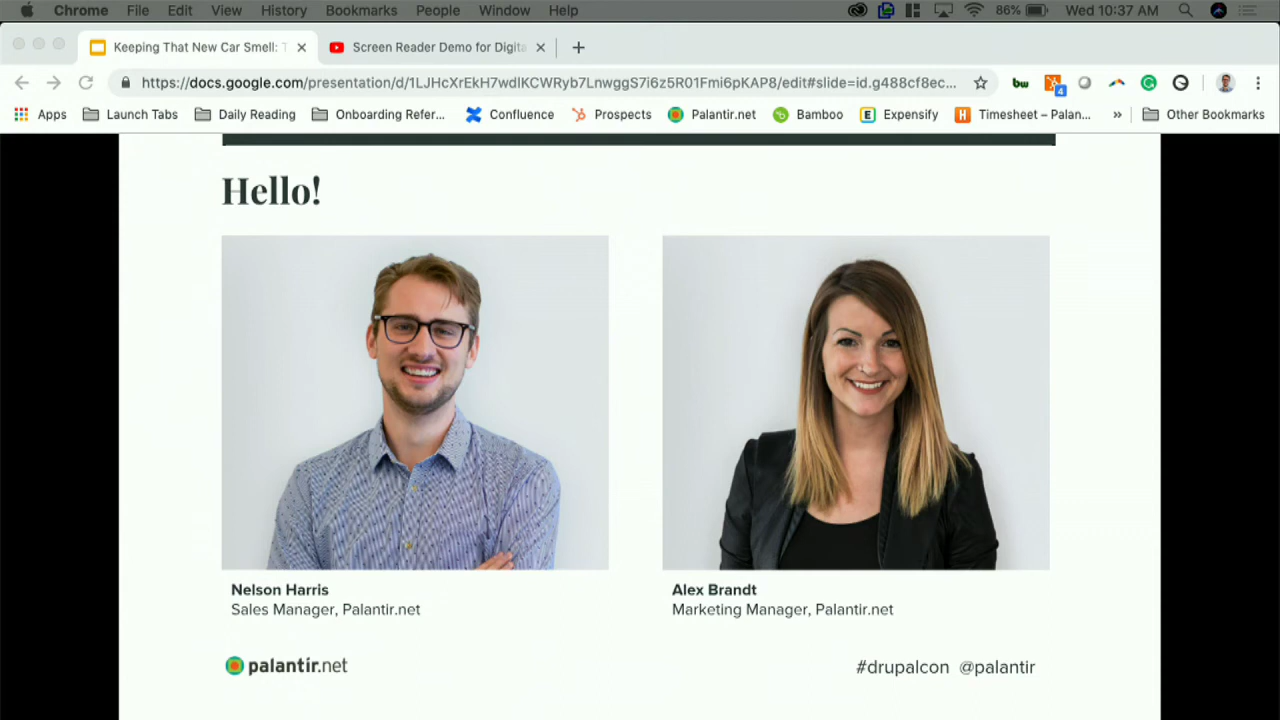 Chrome File Edit View History Bookmarks People Window Help 86% Wed 10:37 AM
Keeping That New Car Smell: T Screen Reader Demo for Digita
https://docs.google.com/presentation/d/1LJHcXrEkH7wdlKCWRyb7LnwggS7i6z5R01Fmi6pKAP8/edit#slide=id.g488cf8ec... bw 4 G
Apps Launch Tabs Daily Reading Onboarding Refer... Confluence Prospects Palantir.net Bamboo E Expensify H Timesheet – Palan... » Other Bookmarks
Hello!
Nelson Harris Alex Brandt
Sales Manager, Palantir.net Marketing Manager, Palantir.net
palantir.net #drupalcon @palantir